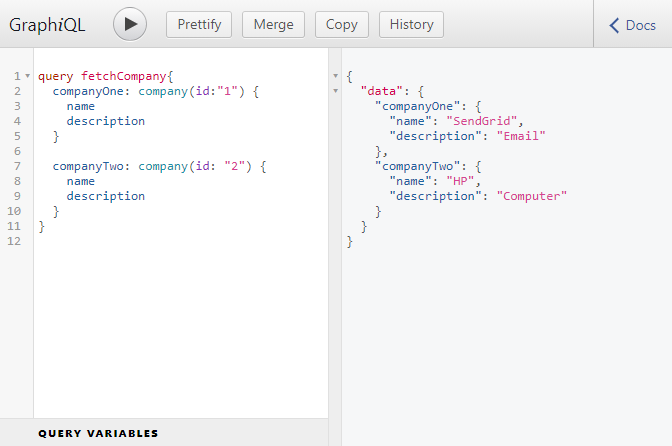 GraphiQL
Prettify Merge Copy History
Docs
1 query fetchCompany{
2 companyOne: company(id:"1") {
3 name
4 description
5 }
6
7 companyTwo: company(id: "2") {
8 name
9 description
10 }
11 }
12
{
"data": {
"companyOne": {
"name": "SendGrid",
"description": "Email"
},
"companyTwo": {
"name": "HP",
"description": "Computer"
}
}
}
QUERY VARIABLES